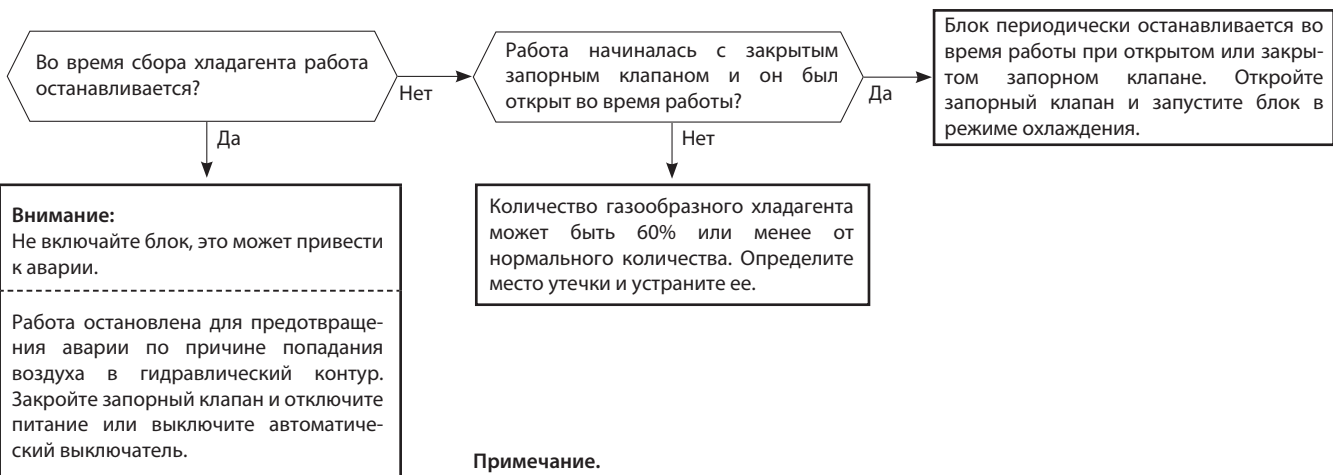 Во время сбора хладагента работа
останавливается?
Нет
Да
Работа начиналась с закрытым
запорным клапаном и он был
открыт во время работы?
Да
Нет
Блок периодически останавливается во
время работы при открытом или закры-
том запорном клапане. Откройте
запорный клапан и запустите блок в
режиме охлаждения.
Внимание:
Не включайте блок, это может привести
к аварии.
Работа остановлена для предотвраще-
ния аварии по причине попадания
воздуха в гидравлический контур.
Закройте запорный клапан и отключите
питание или выключите автоматиче-
ский выключатель.
Количество газообразного хладагента
может быть 60% или менее от
нормального количества. Определите
место утечки и устраните ее.
Примечание.